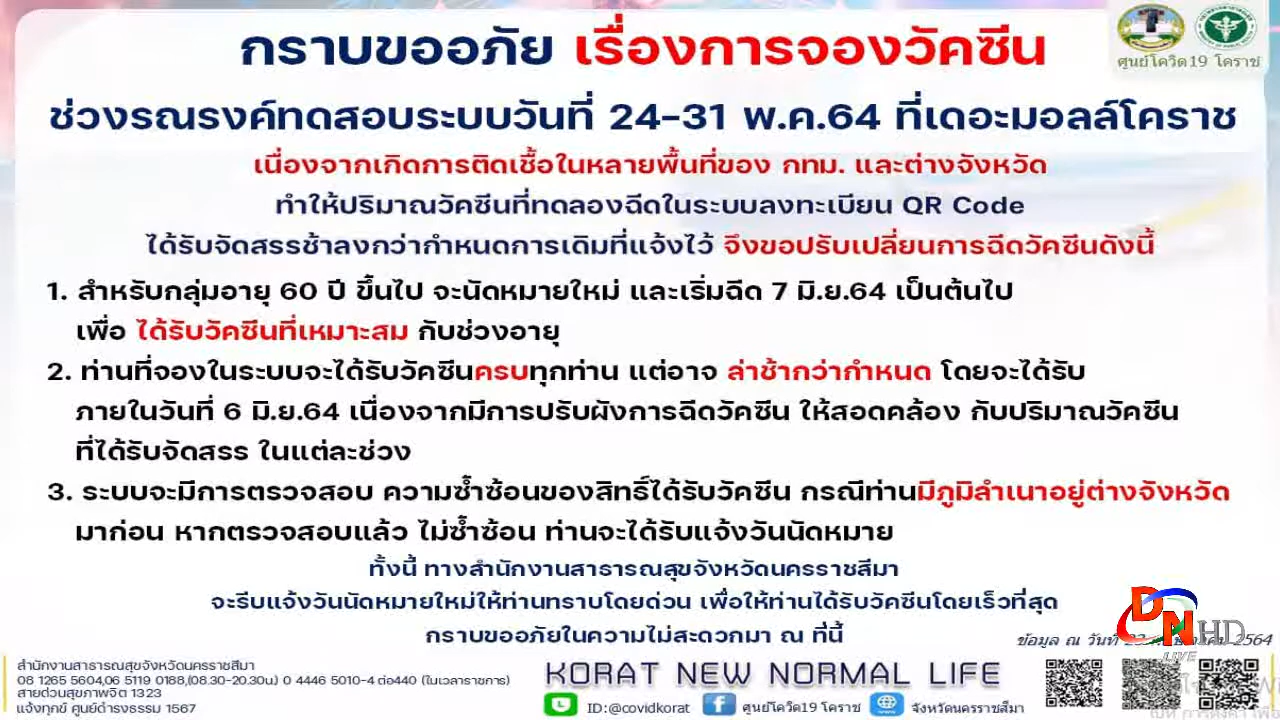 กราบขออภัย เรื่องการจองวัคซีน
ศูนย์โควิด19 โคราช
ช่วงรณรงค์ทดสอบระบบวันที่ 24-31 พ.ค.64 ที่เดอะมอลล์โคราช
เนื่องจากเกิดการติดเชื้อในหลายพื้นที่ของ กทม. และต่างจังหวัด
ทำให้ปริมาณวัคซีนที่ทดลองฉีดในระบบลงทะเบียน QR Code
ได้รับจัดสรรช้าลงกว่ากำหนดการเดิมที่แจ้งไว้ จึงขอปรับเปลี่ยนการฉีดวัคซีนดังนี้
1. สำหรับกลุ่มอายุ 60 ปี ขึ้นไป จะนัดหมายใหม่ และเริ่มฉีด 7 มิ.ย.64 เป็นต้นไป
เพื่อ ได้รับวัคซีนที่เหมาะสม กับช่วงอายุ
2. ท่านที่จองในระบบจะได้รับวัคซีนครบทุกท่าน แต่อาจ ล่าช้ากว่ากำหนด โดยจะได้รับ
ภายในวันที่ 6 มิ.ย.64 เนื่องจากมีการปรับผังการฉีดวัคซีน ให้สอดคล้อง กับปริมาณวัคซีน
ที่ได้รับจัดสรร ในแต่ละช่วง
3. ระบบจะมีการตรวจสอบ ความซ้ำซ้อนของสิทธิ์ได้รับวัคซีน กรณีท่านมีภูมิลำเนาอยู่ต่างจังหวัด
มาก่อน หากตรวจสอบแล้ว ไม่ซ้ำซ้อน ท่านจะได้รับแจ้งวันนัดหมาย
ทั้งนี้ ทางสำนักงานสาธารณสุขจังหวัดนครราชสีมา
จะรีบแจ้งวันนัดหมายใหม่ให้ท่านทราบโดยด่วน เพื่อให้ท่านได้รับวัคซีนโดยเร็วที่สุด
กราบขออภัยในความไม่สะดวกมา ณ ที่นี้
ข้อมูล ณ วันที่ 2564
DN HD
LIVE
สำนักงานสาธารณสุขจังหวัดนครราชสีมา
08 1265 5604,06 5119 0188,(08.30-20.30น) 0 4446 5010-4 ต่อ440 (ในเวลาราชการ)
สายด่วนสุขภาพจิต 1323
แจ้งทุกข์ ศูนย์ดำรงธรรม 1567
KORAT NEW NORMAL LIFE
ID:@covidkorat ศูนย์โควิด19 โคราช จังหวัดนครราชสีมา